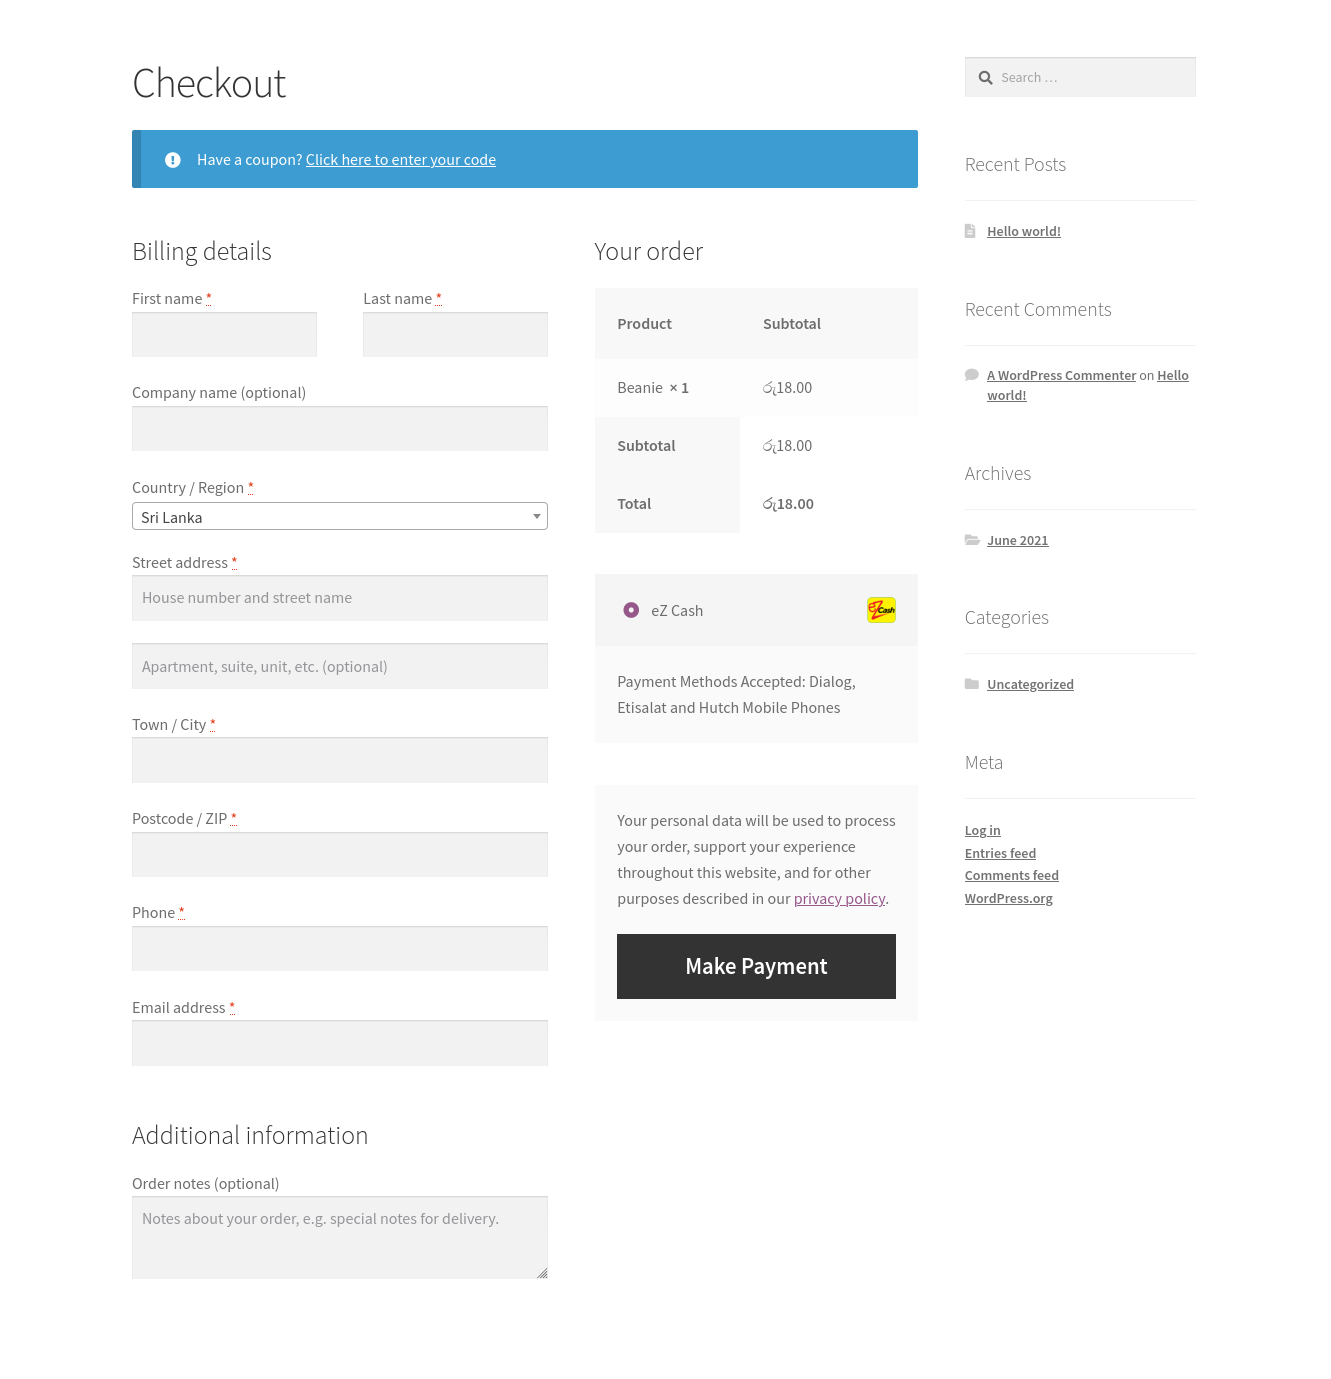 Checkout
Have a coupon? Click here to enter your code
Billing details
First name *
Last name *
Company name (optional)
Country / Region *
Sri Lanka
Street address *
House number and street name
Apartment, suite, unit, etc. (optional)
Town / City *
Postcode / ZIP *
Phone *
Email address *
Additional information
Order notes (optional)
Notes about your order, e.g. special notes for delivery.
Your order
Product Subtotal
Beanie × 1 රු18.00
Subtotal රු18.00
Total රු18.00
eZ Cash
eZ Cash
Payment Methods Accepted: Dialog,
Etisalat and Hutch Mobile Phones
Your personal data will be used to process
your order, support your experience
throughout this website, and for other
purposes described in our privacy policy.
Make Payment
Search …
Recent Posts
Hello world!
Recent Comments
A WordPress Commenter on Hello
world!
Archives
June 2021
Categories
Uncategorized
Meta
Log in
Entries feed
Comments feed
WordPress.org